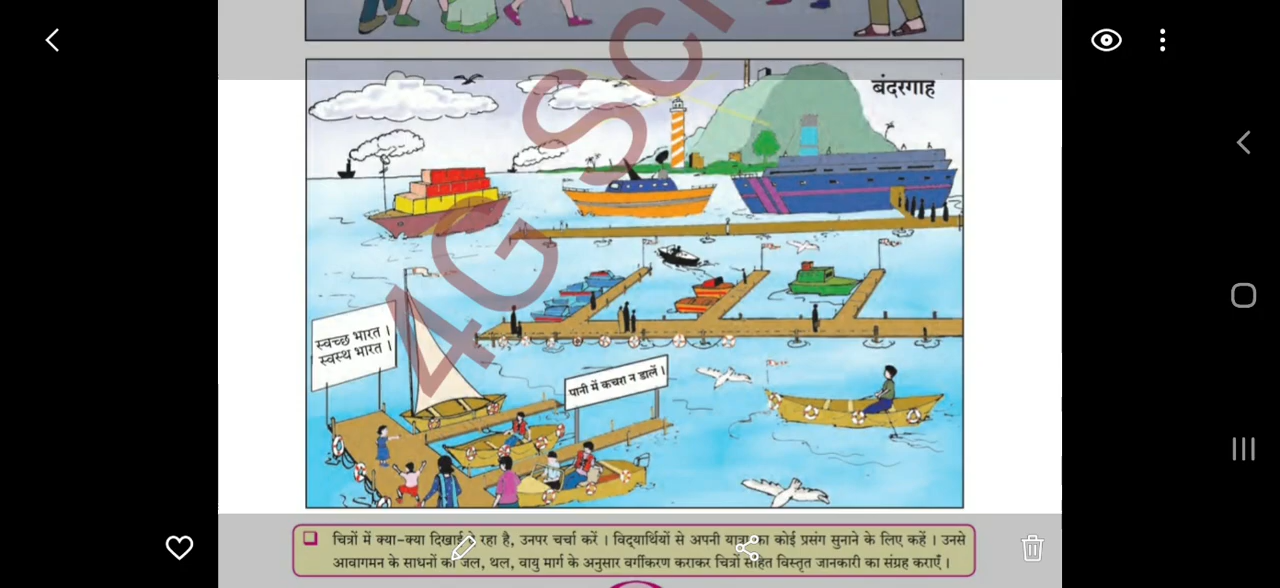 बंदरगाह
स्वच्छ भारत ।
स्वस्थ भारत ।
पानी में कचरा न डालें ।
चित्रों में क्या-क्या दिखाई दे रहा है, उनपर चर्चा करें । विद्यार्थियों से अपनी यात्रा का कोई प्रसंग सुनाने के लिए कहें । उनसे
आवागमन के साधनों का जल, थल, वायु मार्ग के अनुसार वर्गीकरण कराकर चित्रों सहित विस्तृत जानकारी का संग्रह कराएँ ।